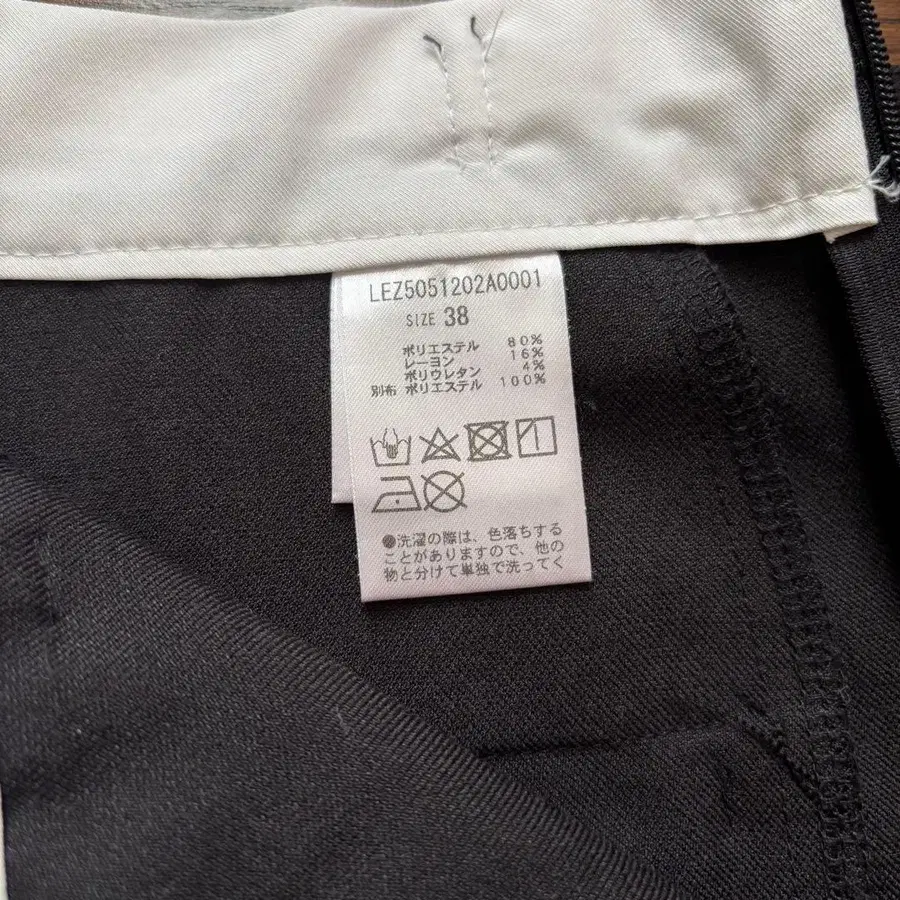 LEZ5051202A0001
SIZE 38
ポリエステル 80%
レーヨン 16%
ポリウレタン 4%
別布 ポリエステル 100%
●洗濯の際は、色落ちする
ことがありますので、他の
物と分けて単独で洗ってく